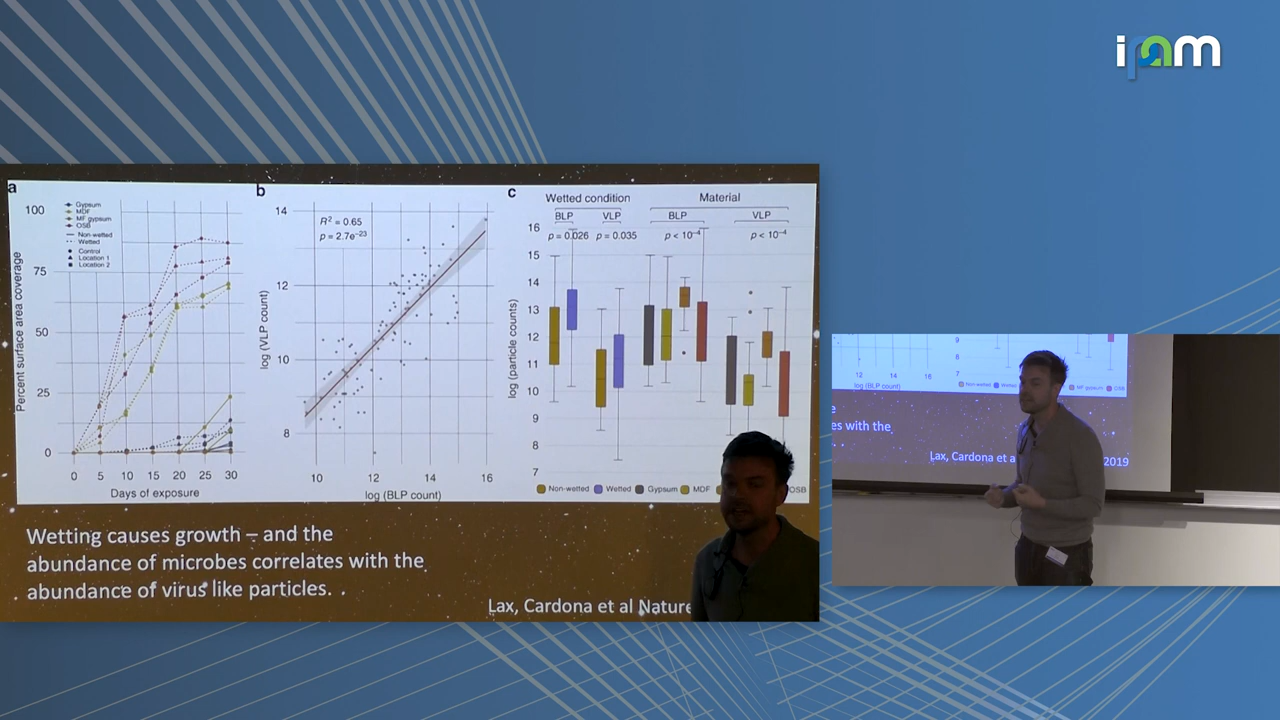 ipam
a
Gypsum
MDF
MF gypsum
OSB
Non-wetted
Wetted
Control
Location 1
Location 2
Percent surface area coverage
100
75
50
25
0
0 5 10 15 20 25 30
Days of exposure
b
R² = 0.65
p = 2.7e⁻²³
log (VLP count)
14
12
10
8
10 12 14 16
log (BLP count)
c
Wetted condition Material
BLP VLP BLP VLP
p = 0.026 p = 0.035 p < 10⁻⁴ p < 10⁻⁴
log (particle counts)
16
15
14
13
12
11
10
9
8
7
Non-wetted Wetted Gypsum MDF OSB
Wetting causes growth – and the
abundance of microbes correlates with the
abundance of virus like particles. .
Lax, Cardona et al Nature
9
8
7
12 14 16
log (BLP count)
Non-wetted Wetted MF gypsum OSB
e
es with the
Lax, Cardona et a 2019